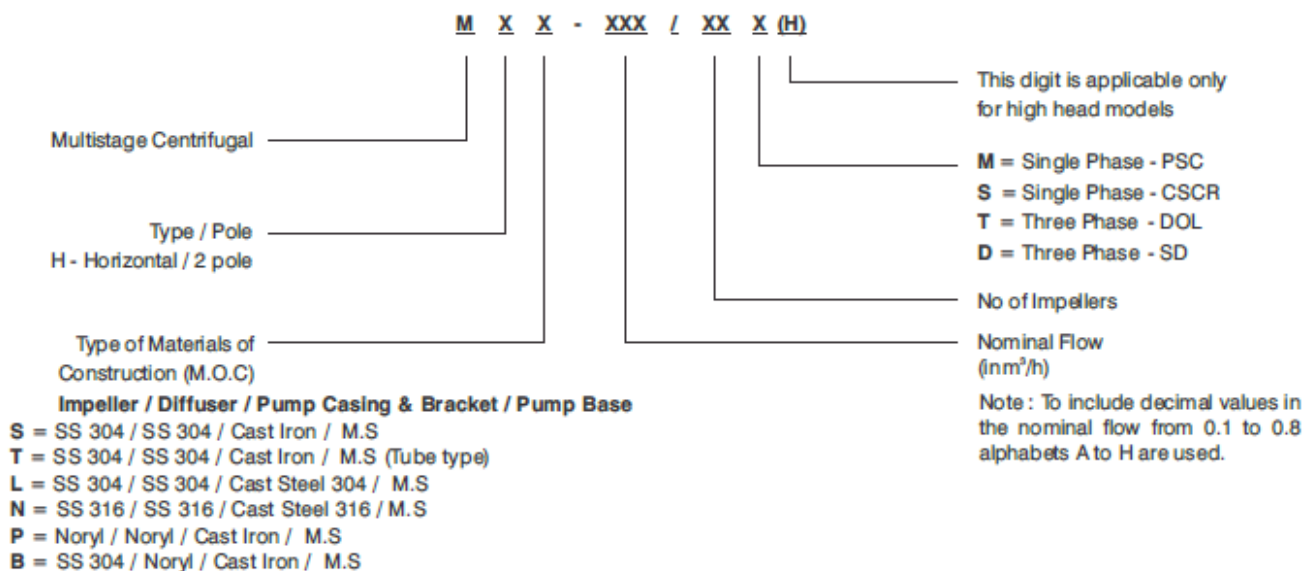 M X X - XXX / XX X (H)
This digit is applicable only
for high head models
Multistage Centrifugal
M = Single Phase - PSC
S = Single Phase - CSCR
T = Three Phase - DOL
D = Three Phase - SD
Type / Pole
H - Horizontal / 2 pole
No of Impellers
Type of Materials of
Construction (M.O.C)
Nominal Flow
(inm³/h)
Impeller / Diffuser / Pump Casing & Bracket / Pump Base
S = SS 304 / SS 304 / Cast Iron / M.S
T = SS 304 / SS 304 / Cast Iron / M.S (Tube type)
L = SS 304 / SS 304 / Cast Steel 304 / M.S
N = SS 316 / SS 316 / Cast Steel 316 / M.S
P = Noryl / Noryl / Cast Iron / M.S
B = SS 304 / Noryl / Cast Iron / M.S
Note : To include decimal values in
the nominal flow from 0.1 to 0.8
alphabets A to H are used.